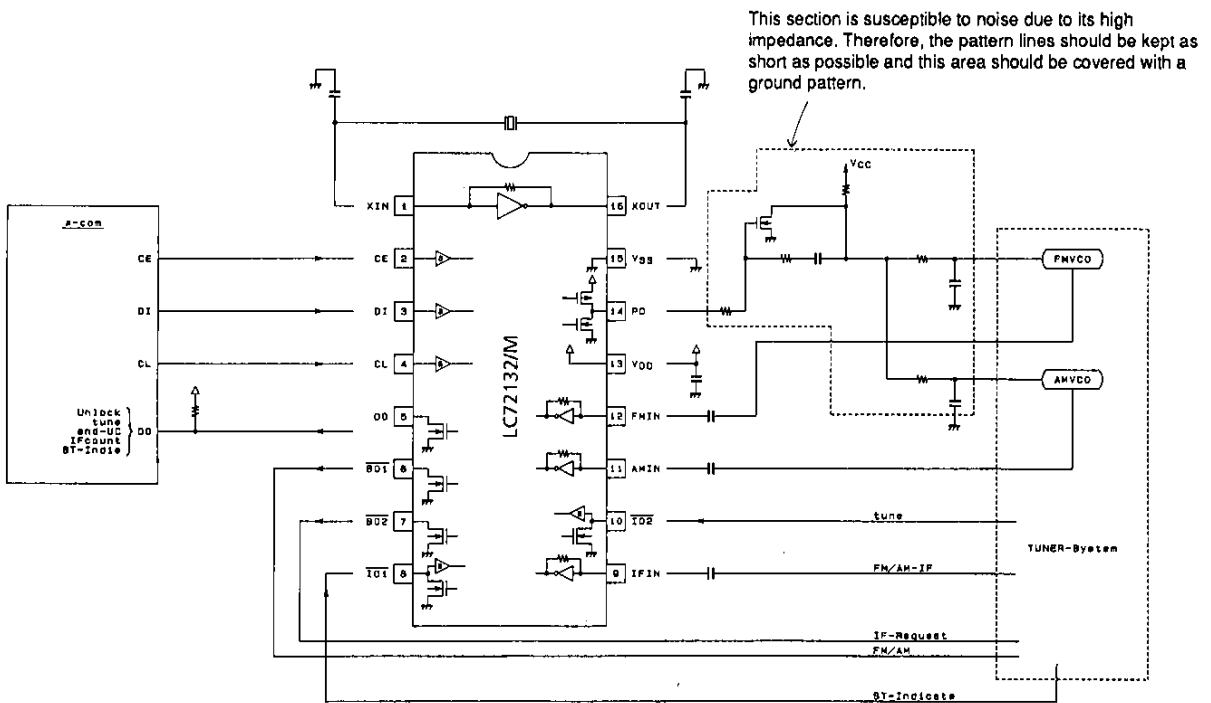 This section is susceptible to noise due to its high
impedance. Therefore, the pattern lines should be kept as
short as possible and this area should be covered with a
ground pattern.
VCC
μ-com
XIN 1
16 XOUT
CE
CE 2
15 VSS
FMVCO
DI
DI 3
14 PD
CL
CL 4
13 VDD
AMVCO
LC72132/M
Unlock
tune
end-UC
IFcount
ST-Indic
DO
DO 5
12 FMIN
BO1 6
11 AMIN
BO2 7
10 IO2
tune
TUNER-System
IO1 8
9 IFIN
FM/AM-IF
IF-Request
FM/AM
ST-Indicate
S
S
S
S
S